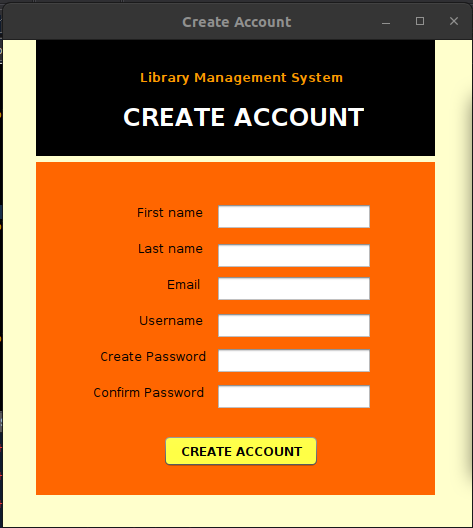 Create Account
Library Management System
CREATE ACCOUNT
First name
Last name
Email
Username
Create Password
Confirm Password
CREATE ACCOUNT